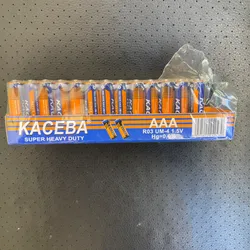 KACEBA
SUPER HEAVY DUTY
AAA
R03 UM-4 1.5V